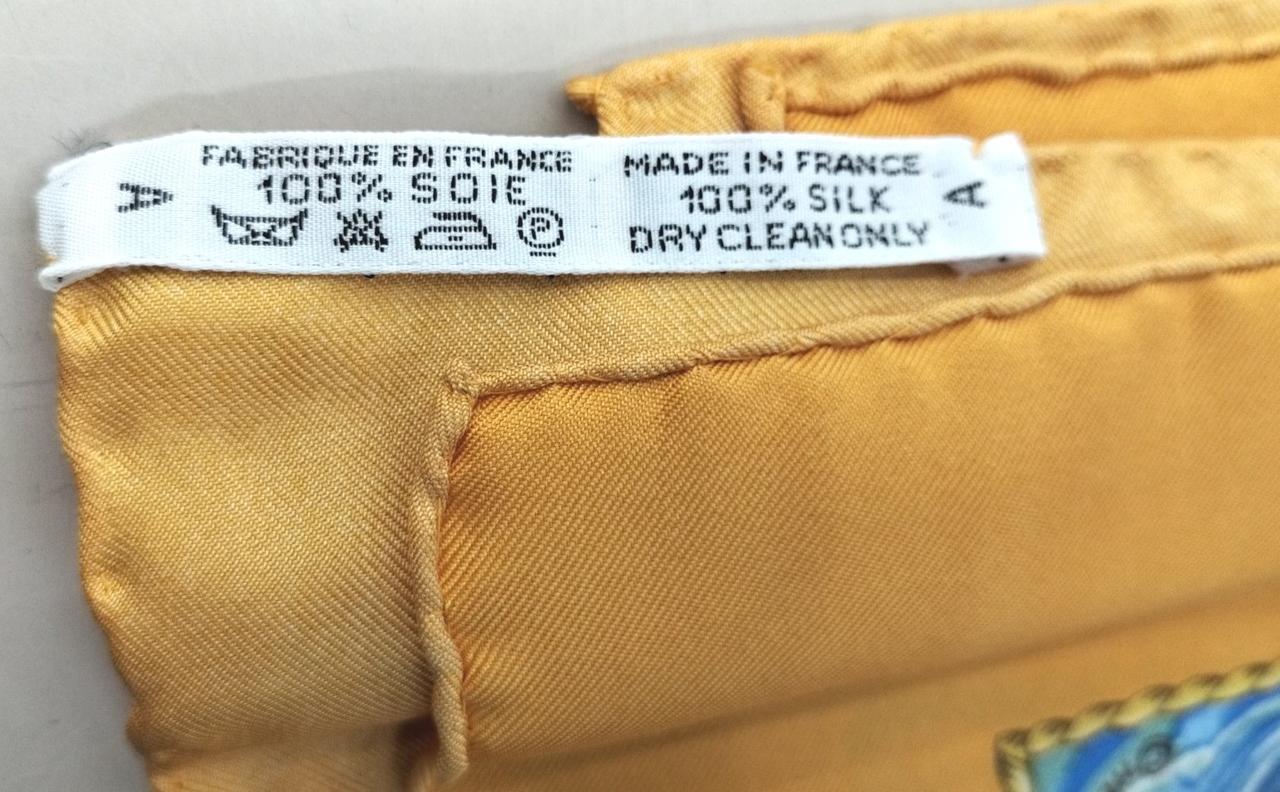 A
FABRIQUE EN FRANCE
100% SOIE
P
MADE IN FRANCE
100% SILK
DRY CLEAN ONLY
A